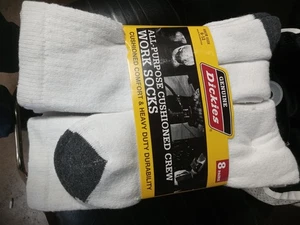 GENUINE
Dickies
ALL PURPOSE CUSHIONED CREW
WORK SOCKS
CUSHIONED COMFORT & HEAVY DUTY DURABILITY
8